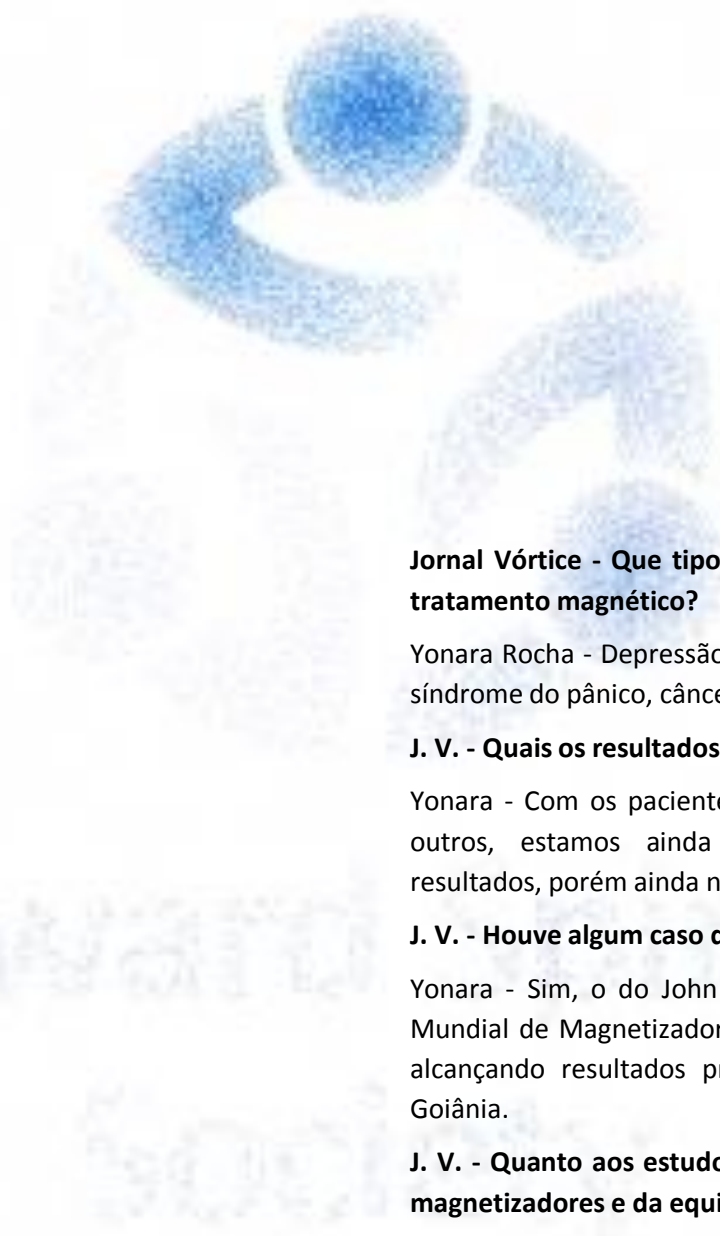 Jornal Vórtice - Que tipo
tratamento magnético?
Yonara Rocha - Depressão
síndrome do pânico, cânce
J. V. - Quais os resultados
Yonara - Com os paciente
outros, estamos ainda
resultados, porém ainda n
J. V. - Houve algum caso d
Yonara - Sim, o do John
Mundial de Magnetizador
alcançando resultados pr
Goiânia.
J. V. - Quanto aos estudo
magnetizadores e da equi